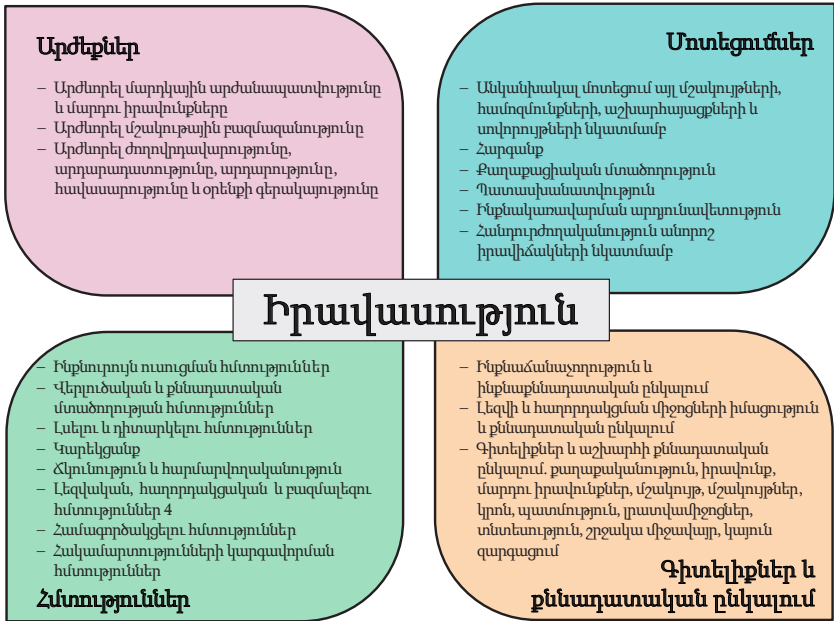 Արժեքներ
– Արժևորել մարդկային արժանապատվությունը
և մարդու իրավունքները
– Արժևորել մշակութային բազմազանությունը
– Արժևորել ժողովրդավարությունը,
արդարադատությունը, արդարությունը,
հավասարությունը և օրենքի գերակայությունը
Մոտեցումներ
– Անկանխակալ մոտեցում այլ մշակույթների,
համոզմունքների, աշխարհայացքների և
սովորույթների նկատմամբ
– Հարգանք
– Քաղաքացիական մտածողություն
– Պատասխանատվություն
– Ինքնակառավարման արդյունավետություն
– Հանդուրժողականություն անորոշ
իրավիճակների նկատմամբ
Իրավասություն
– Ինքնուրույն ուսուցման հմտություններ
– Վերլուծական և քննադատական
մտածողության հմտություններ
– Լսելու և դիտարկելու հմտություններ
– Կարեկցանք
– Ճկունություն և հարմարվողականություն
– Լեզվական, հաղորդակցական և բազմալեզու
հմտություններ 4
– Համագործակցելու հմտություններ
– Հակամարտությունների կարգավորման
հմտություններ
Հմտություններ
– Ինքնաճանաչողություն և
ինքնաքննադատական ընկալում
– Լեզվի և հաղորդակցման միջոցների իմացություն
և քննադատական ընկալում
– Գիտելիքներ և աշխարհի քննադատական
ընկալում. քաղաքականություն, իրավունք,
մարդու իրավունքներ, մշակույթ, մշակույթներ,
կրոն, պատմություն, լրատվամիջոցներ,
տնտեսություն, շրջակա միջավայր, կայուն
զարգացում
Գիտելիքներ և
քննադատական ընկալում